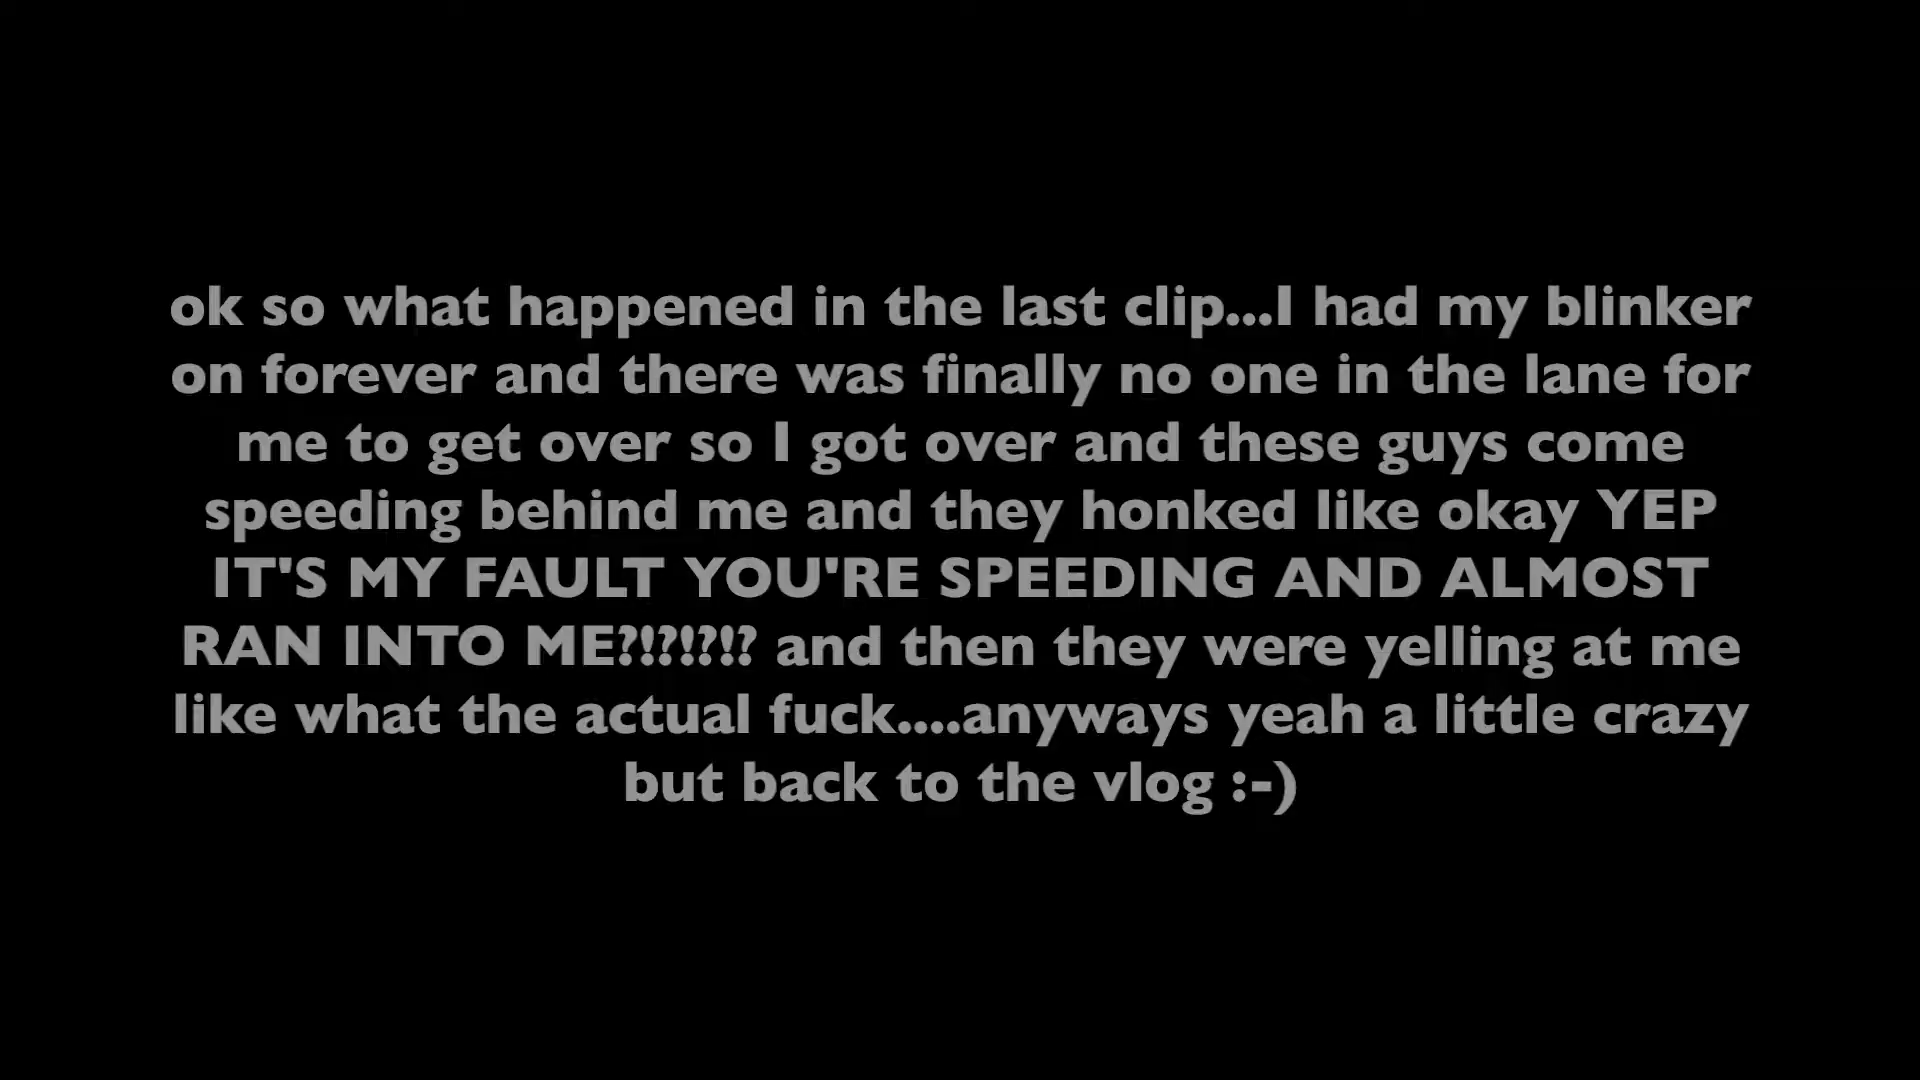 ok so what happened in the last clip...I had my blinker
on forever and there was finally no one in the lane for
me to get over so I got over and these guys come
speeding behind me and they honked like okay YEP
IT'S MY FAULT YOU'RE SPEEDING AND ALMOST
RAN INTO ME?!?!?!? and then they were yelling at me
like what the actual fuck....anyways yeah a little crazy
but back to the vlog :-)